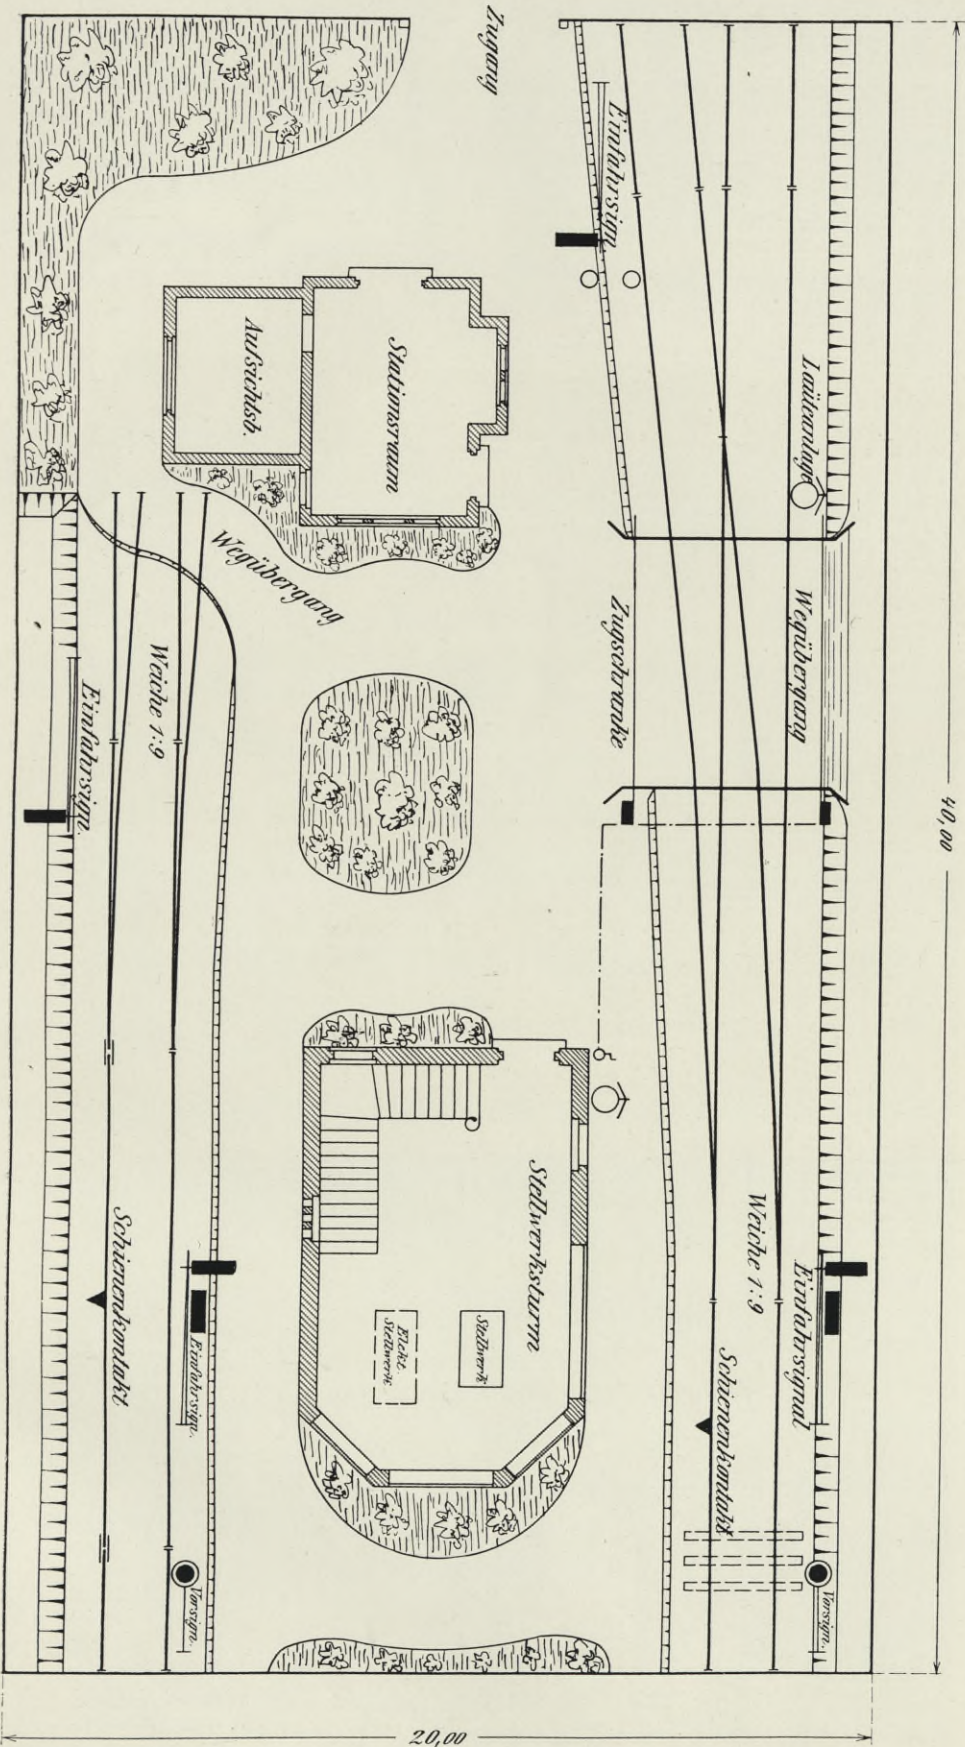 Zugang
Einfahrsign.
Läuteanlage
Aufsichtsb.
Stationsraum
Wegübergang
Zugschranke
Wegübergang
Weiche 1:9
Einfahrsign.
40,00
Stellwerksturm
Schienenkontakt
Weiche 1:9
Einfahrsignal
Einfahrsign.
Elekt.
Stellwerk
Stellwerk
Schienenkontakt
Vorsign.
Vorsign.
20,00